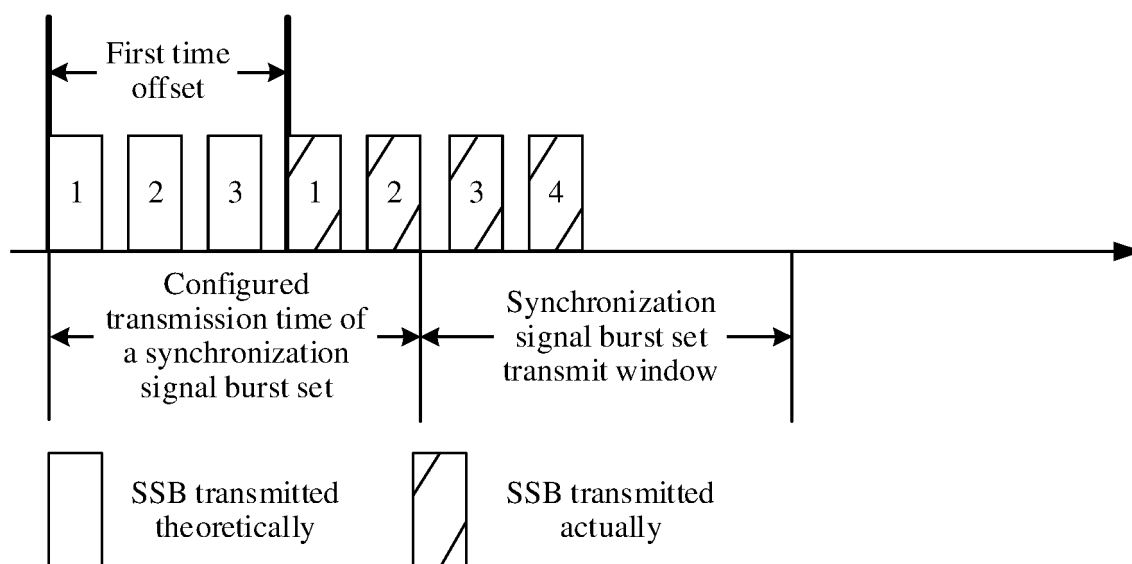 First time
offset
1 2 3 1 2 3 4
Configured
transmission time of
a synchronization
signal burst set
Synchronization
signal burst set
transmit window
SSB transmitted
theoretically
SSB transmitted
actually